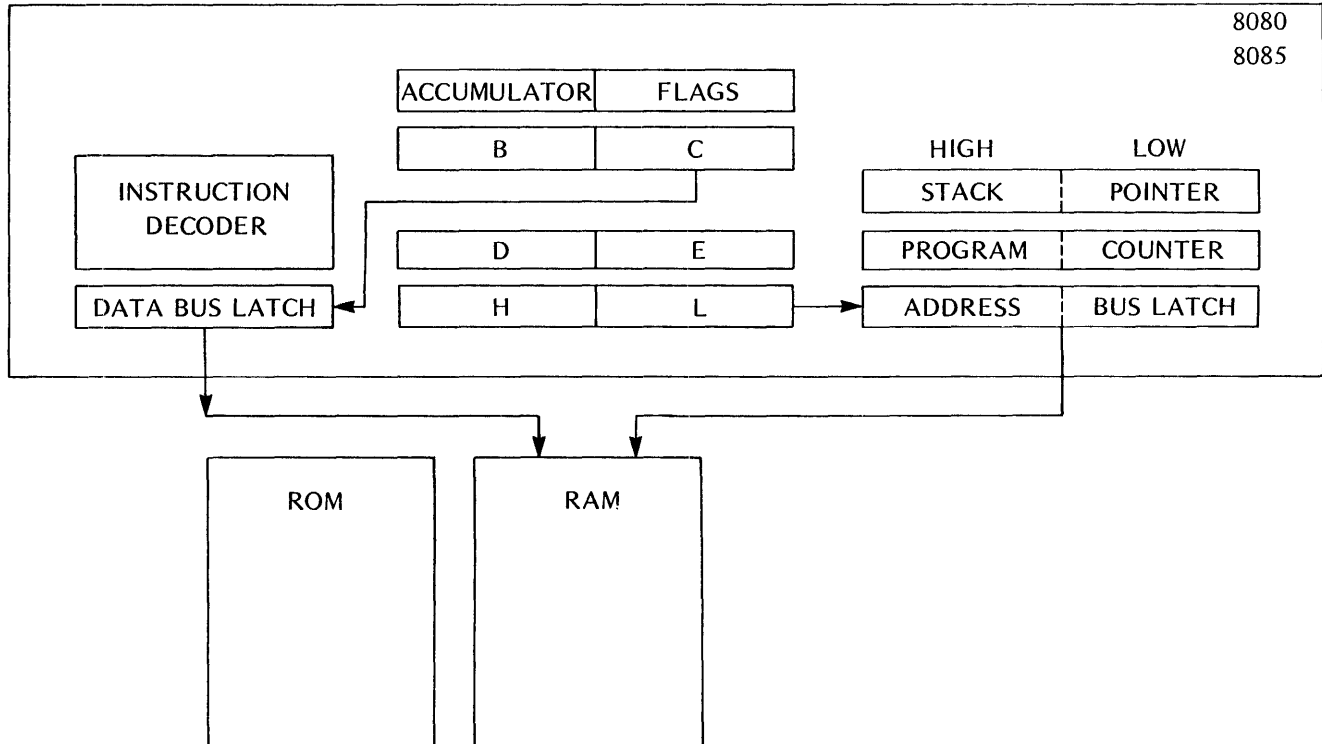 8080
8085
ACCUMULATOR FLAGS
B C
HIGH LOW
INSTRUCTION
DECODER
STACK POINTER
D E
PROGRAM COUNTER
DATA BUS LATCH
H L
ADDRESS BUS LATCH
ROM
RAM